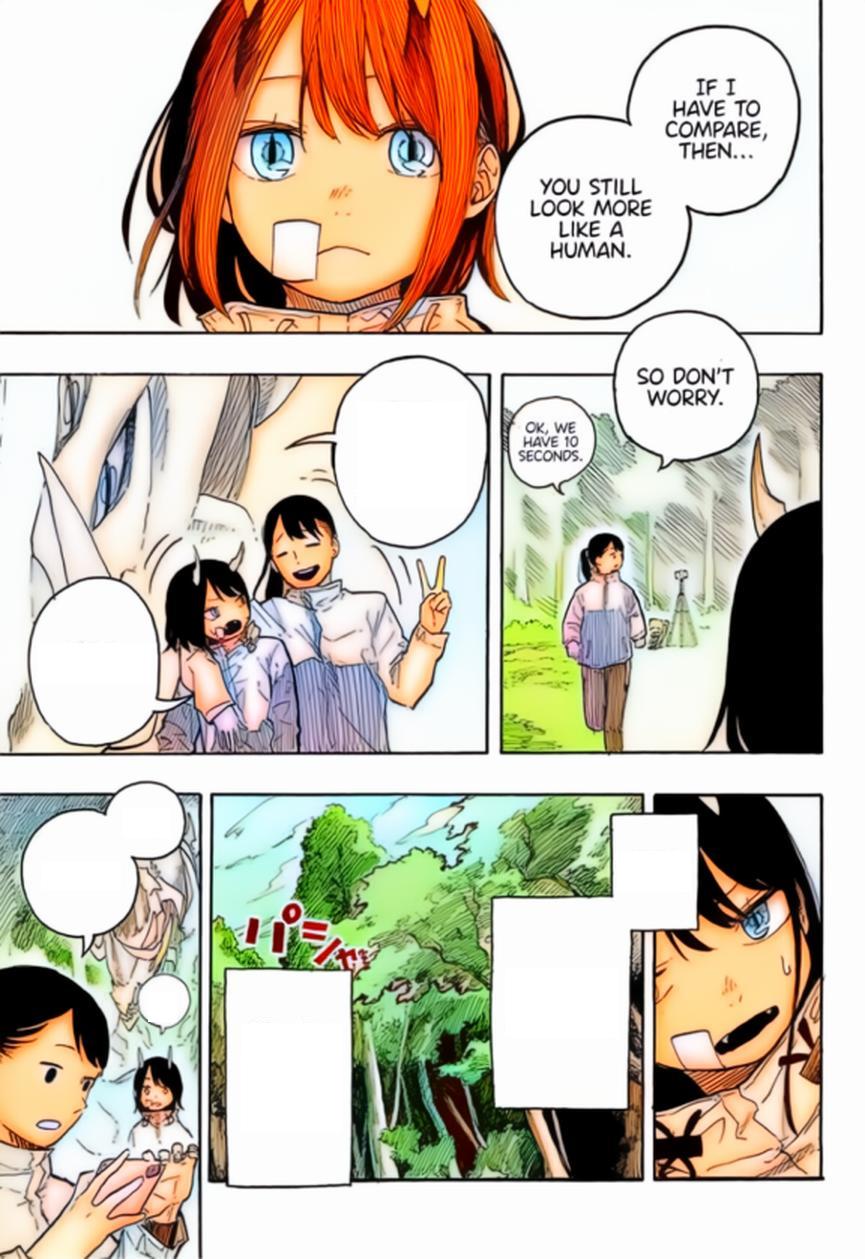 IF I
HAVE TO
COMPARE,
THEN...
YOU STILL
LOOK MORE
LIKE A
HUMAN.
SO DON'T
WORRY.
OK, WE
HAVE 10
SECONDS.
パシャ